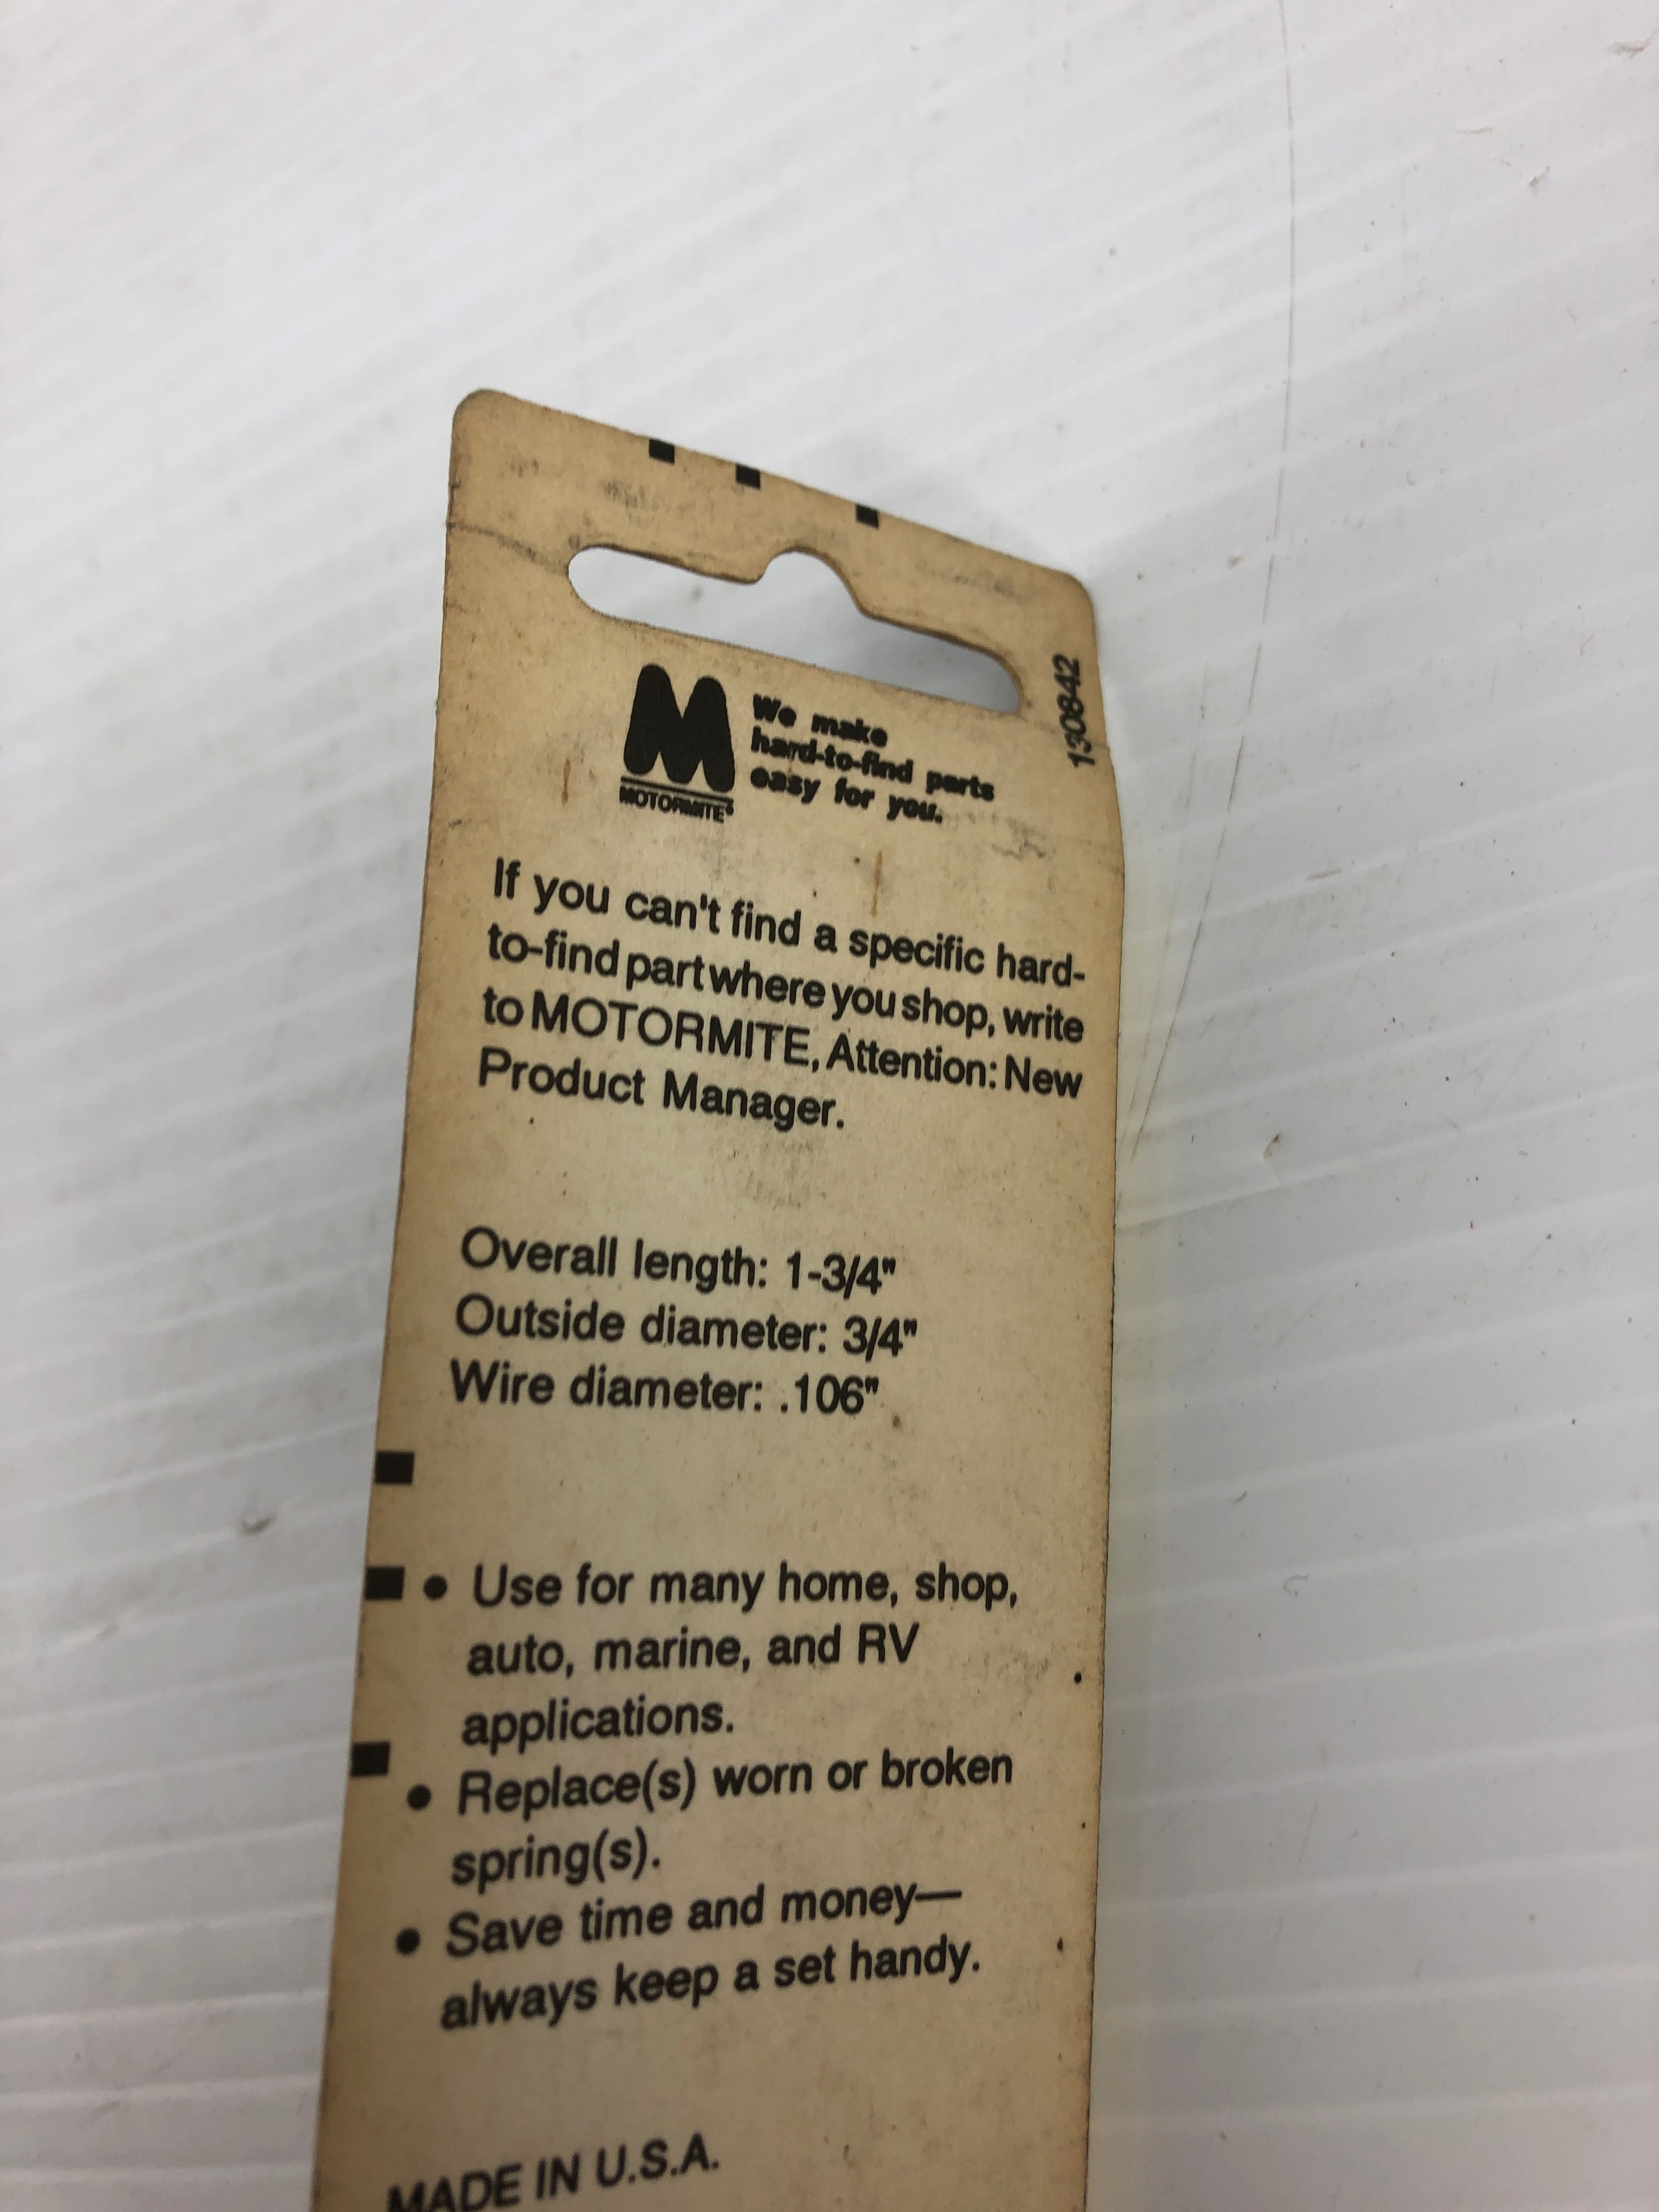 130842
M
MOTORMITE®
We make
hard-to-find parts
easy for you.
If you can't find a specific hard-
to-find part where you shop, write
to MOTORMITE, Attention: New
Product Manager.
Overall length: 1-3/4"
Outside diameter: 3/4"
Wire diameter: .106"
• Use for many home, shop,
auto, marine, and RV
applications.
• Replace(s) worn or broken
spring(s).
• Save time and money—
always keep a set handy.
MADE IN U.S.A.